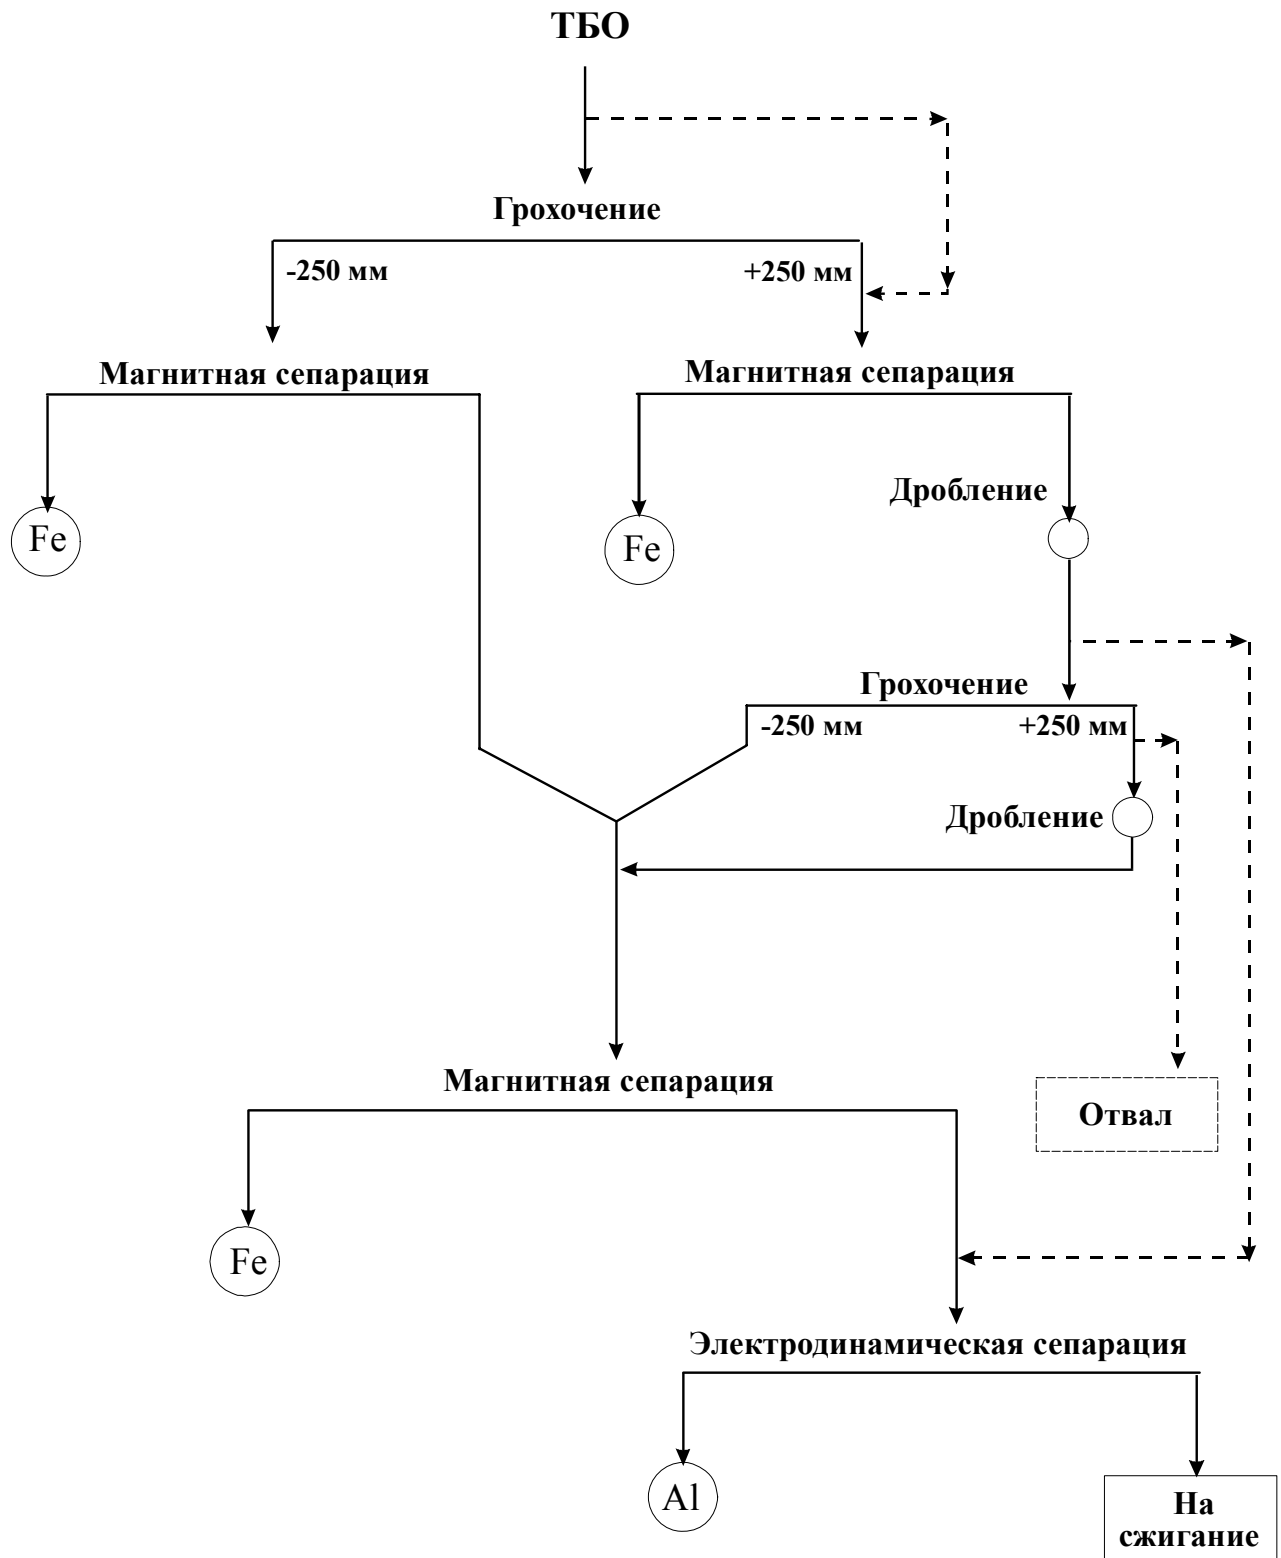 ТБО
Грохочение
-250 мм
+250 мм
Магнитная сепарация
Магнитная сепарация
Дробление
Fe
Fe
Грохочение
-250 мм
+250 мм
Дробление
Магнитная сепарация
Отвал
Fe
Электродинамическая сепарация
Al
На
сжигание